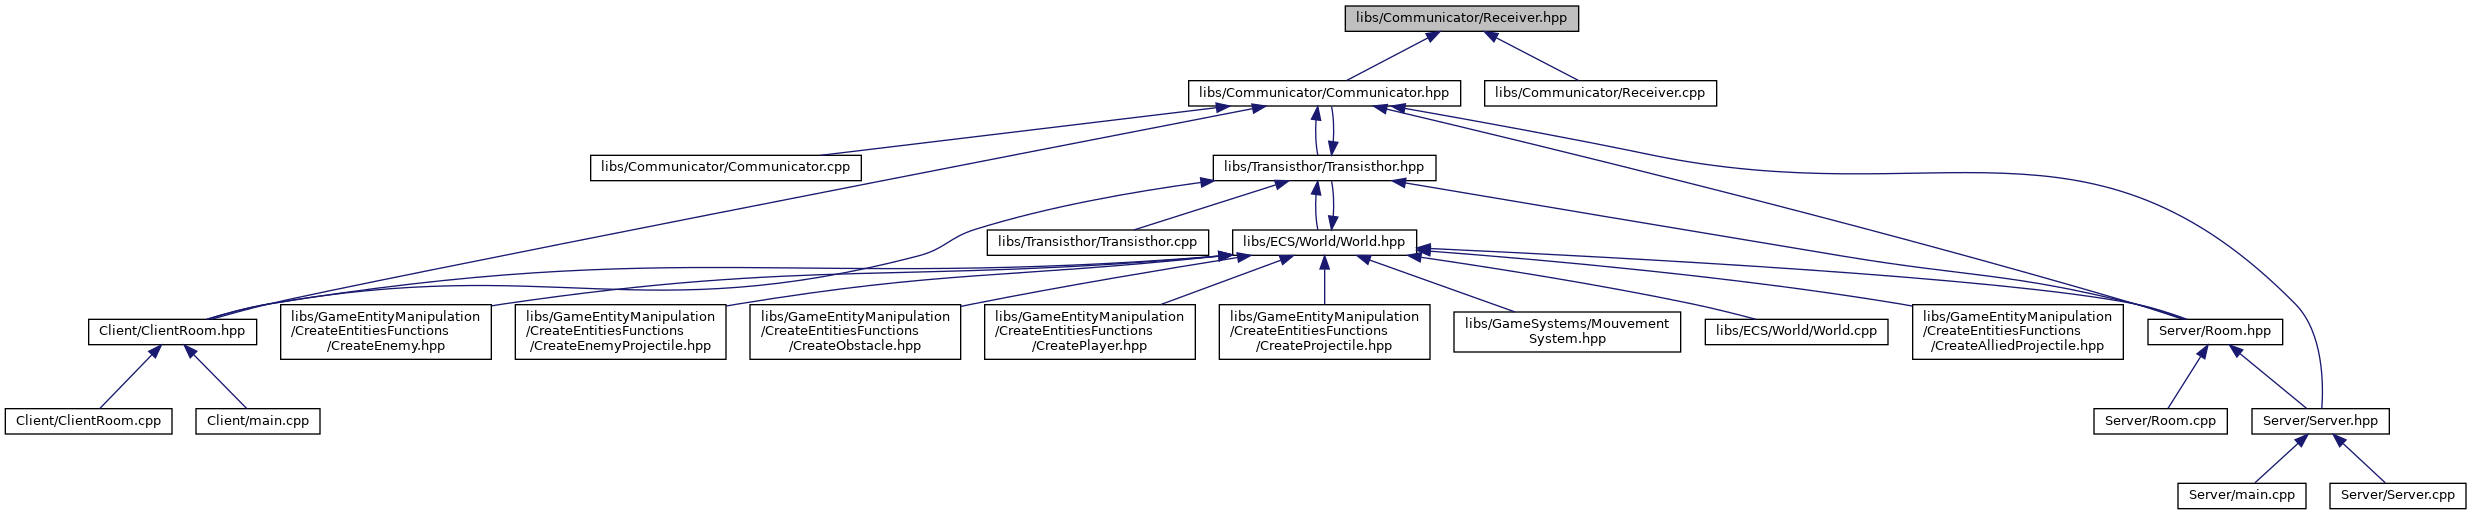 libs/Communicator/Receiver.hpp
libs/Communicator/Communicator.hpp
libs/Communicator/Receiver.cpp
libs/Communicator/Communicator.cpp
libs/Transisthor/Transisthor.hpp
libs/Transisthor/Transisthor.cpp
libs/ECS/World/World.hpp
Client/ClientRoom.hpp
libs/GameEntityManipulation
/CreateEntitiesFunctions
/CreateEnemy.hpp
libs/GameEntityManipulation
/CreateEntitiesFunctions
/CreateEnemyProjectile.hpp
libs/GameEntityManipulation
/CreateEntitiesFunctions
/CreateObstacle.hpp
libs/GameEntityManipulation
/CreateEntitiesFunctions
/CreatePlayer.hpp
libs/GameEntityManipulation
/CreateEntitiesFunctions
/CreateProjectile.hpp
libs/GameSystems/Mouvement
System.hpp
libs/ECS/World/World.cpp
libs/GameEntityManipulation
/CreateEntitiesFunctions
/CreateAlliedProjectile.hpp
Server/Room.hpp
Client/ClientRoom.cpp
Client/main.cpp
Server/Room.cpp
Server/Server.hpp
Server/main.cpp
Server/Server.cpp